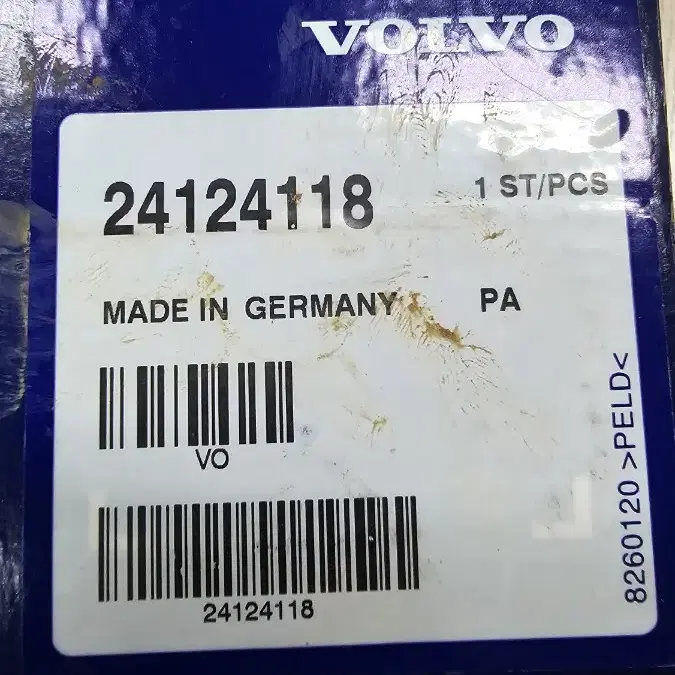 VOLVO
24124118
1 ST/PCS
MADE IN GERMANY
PA
VO
24124118
8260120 >PELD<